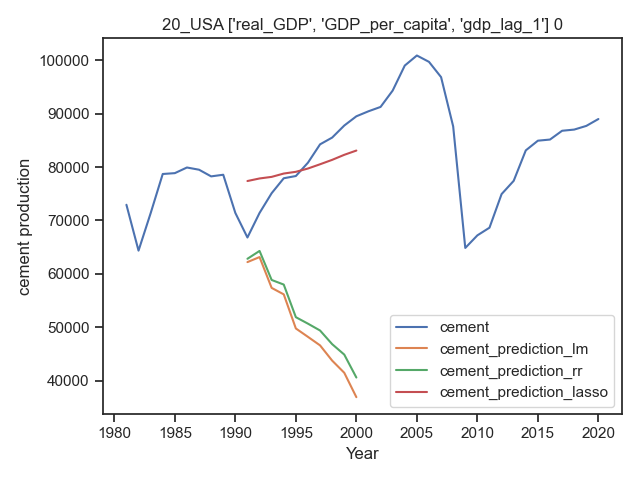 20_USA ['real_GDP', 'GDP_per_capita', 'gdp_lag_1'] 0
100000
90000
80000
70000
60000
50000
40000
cement production
cement
cement_prediction_lm
cement_prediction_rr
cement_prediction_lasso
1980 1985 1990 1995 2000 2005 2010 2015 2020
Year